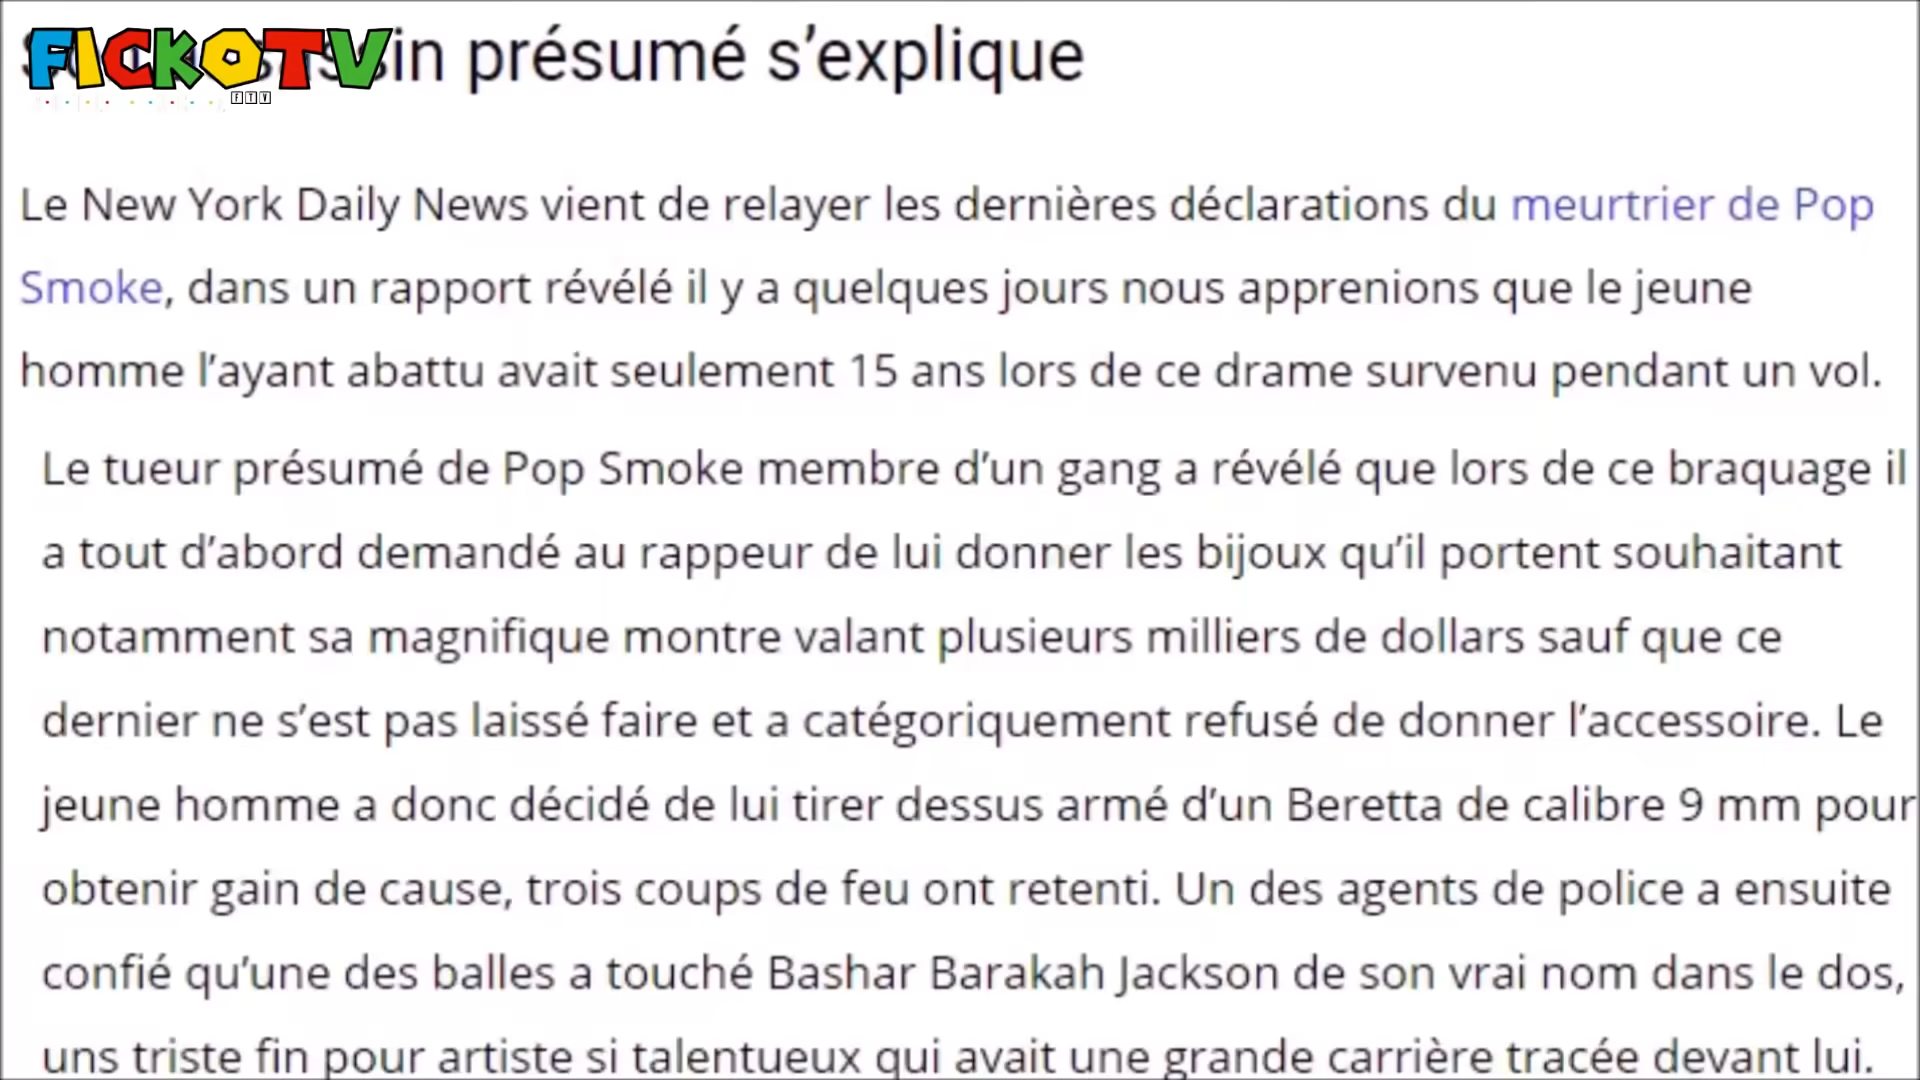 FICKOTV
FTV
in présumé s’explique
Le New York Daily News vient de relayer les dernières déclarations du meurtrier de Pop
Smoke, dans un rapport révélé il y a quelques jours nous apprenions que le jeune
homme l’ayant abattu avait seulement 15 ans lors de ce drame survenu pendant un vol.
Le tueur présumé de Pop Smoke membre d’un gang a révélé que lors de ce braquage il
a tout d’abord demandé au rappeur de lui donner les bijoux qu’il portent souhaitant
notamment sa magnifique montre valant plusieurs milliers de dollars sauf que ce
dernier ne s’est pas laissé faire et a catégoriquement refusé de donner l’accessoire. Le
jeune homme a donc décidé de lui tirer dessus armé d’un Beretta de calibre 9 mm pour
obtenir gain de cause, trois coups de feu ont retenti. Un des agents de police a ensuite
confié qu’une des balles a touché Bashar Barakah Jackson de son vrai nom dans le dos,
uns triste fin pour artiste si talentueux qui avait une grande carrière tracée devant lui.